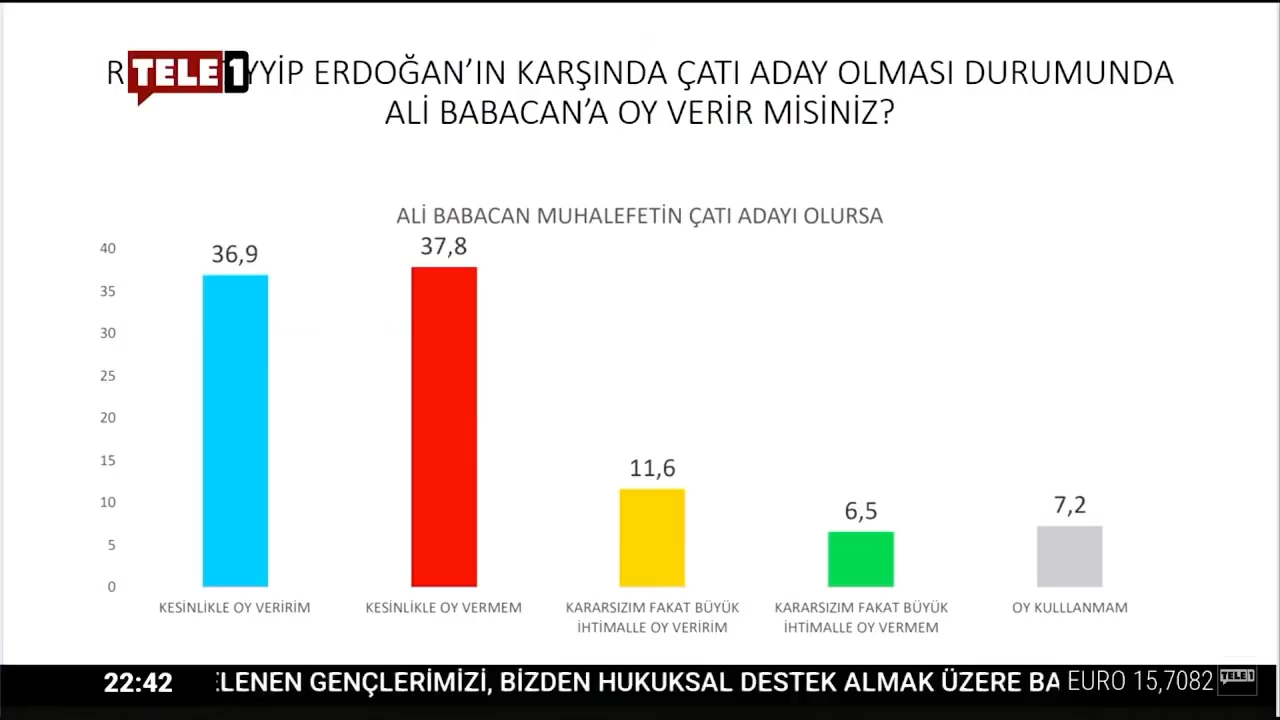 R TELE1 YYİP ERDOĞAN’IN KARŞINDA ÇATI ADAY OLMASI DURUMUNDA
ALİ BABACAN’A OY VERİR MİSİNİZ?
ALİ BABACAN MUHALEFETİN ÇATI ADAYI OLURSA
40
35
30
25
20
15
10
5
0
36,9
37,8
11,6
6,5
7,2
KESİNLİKLE OY VERİRİM
KESİNLİKLE OY VERMEM
KARARSIZIM FAKAT BÜYÜK
İHTİMALLE OY VERİRİM
KARARSIZIM FAKAT BÜYÜK
İHTİMALLE OY VERMEM
OY KULLLANMAM
22:42 ELENEN GENÇLERİMİZİ, BİZDEN HUKUKSAL DESTEK ALMAK ÜZERE BA EURO 15,7082 TELE1